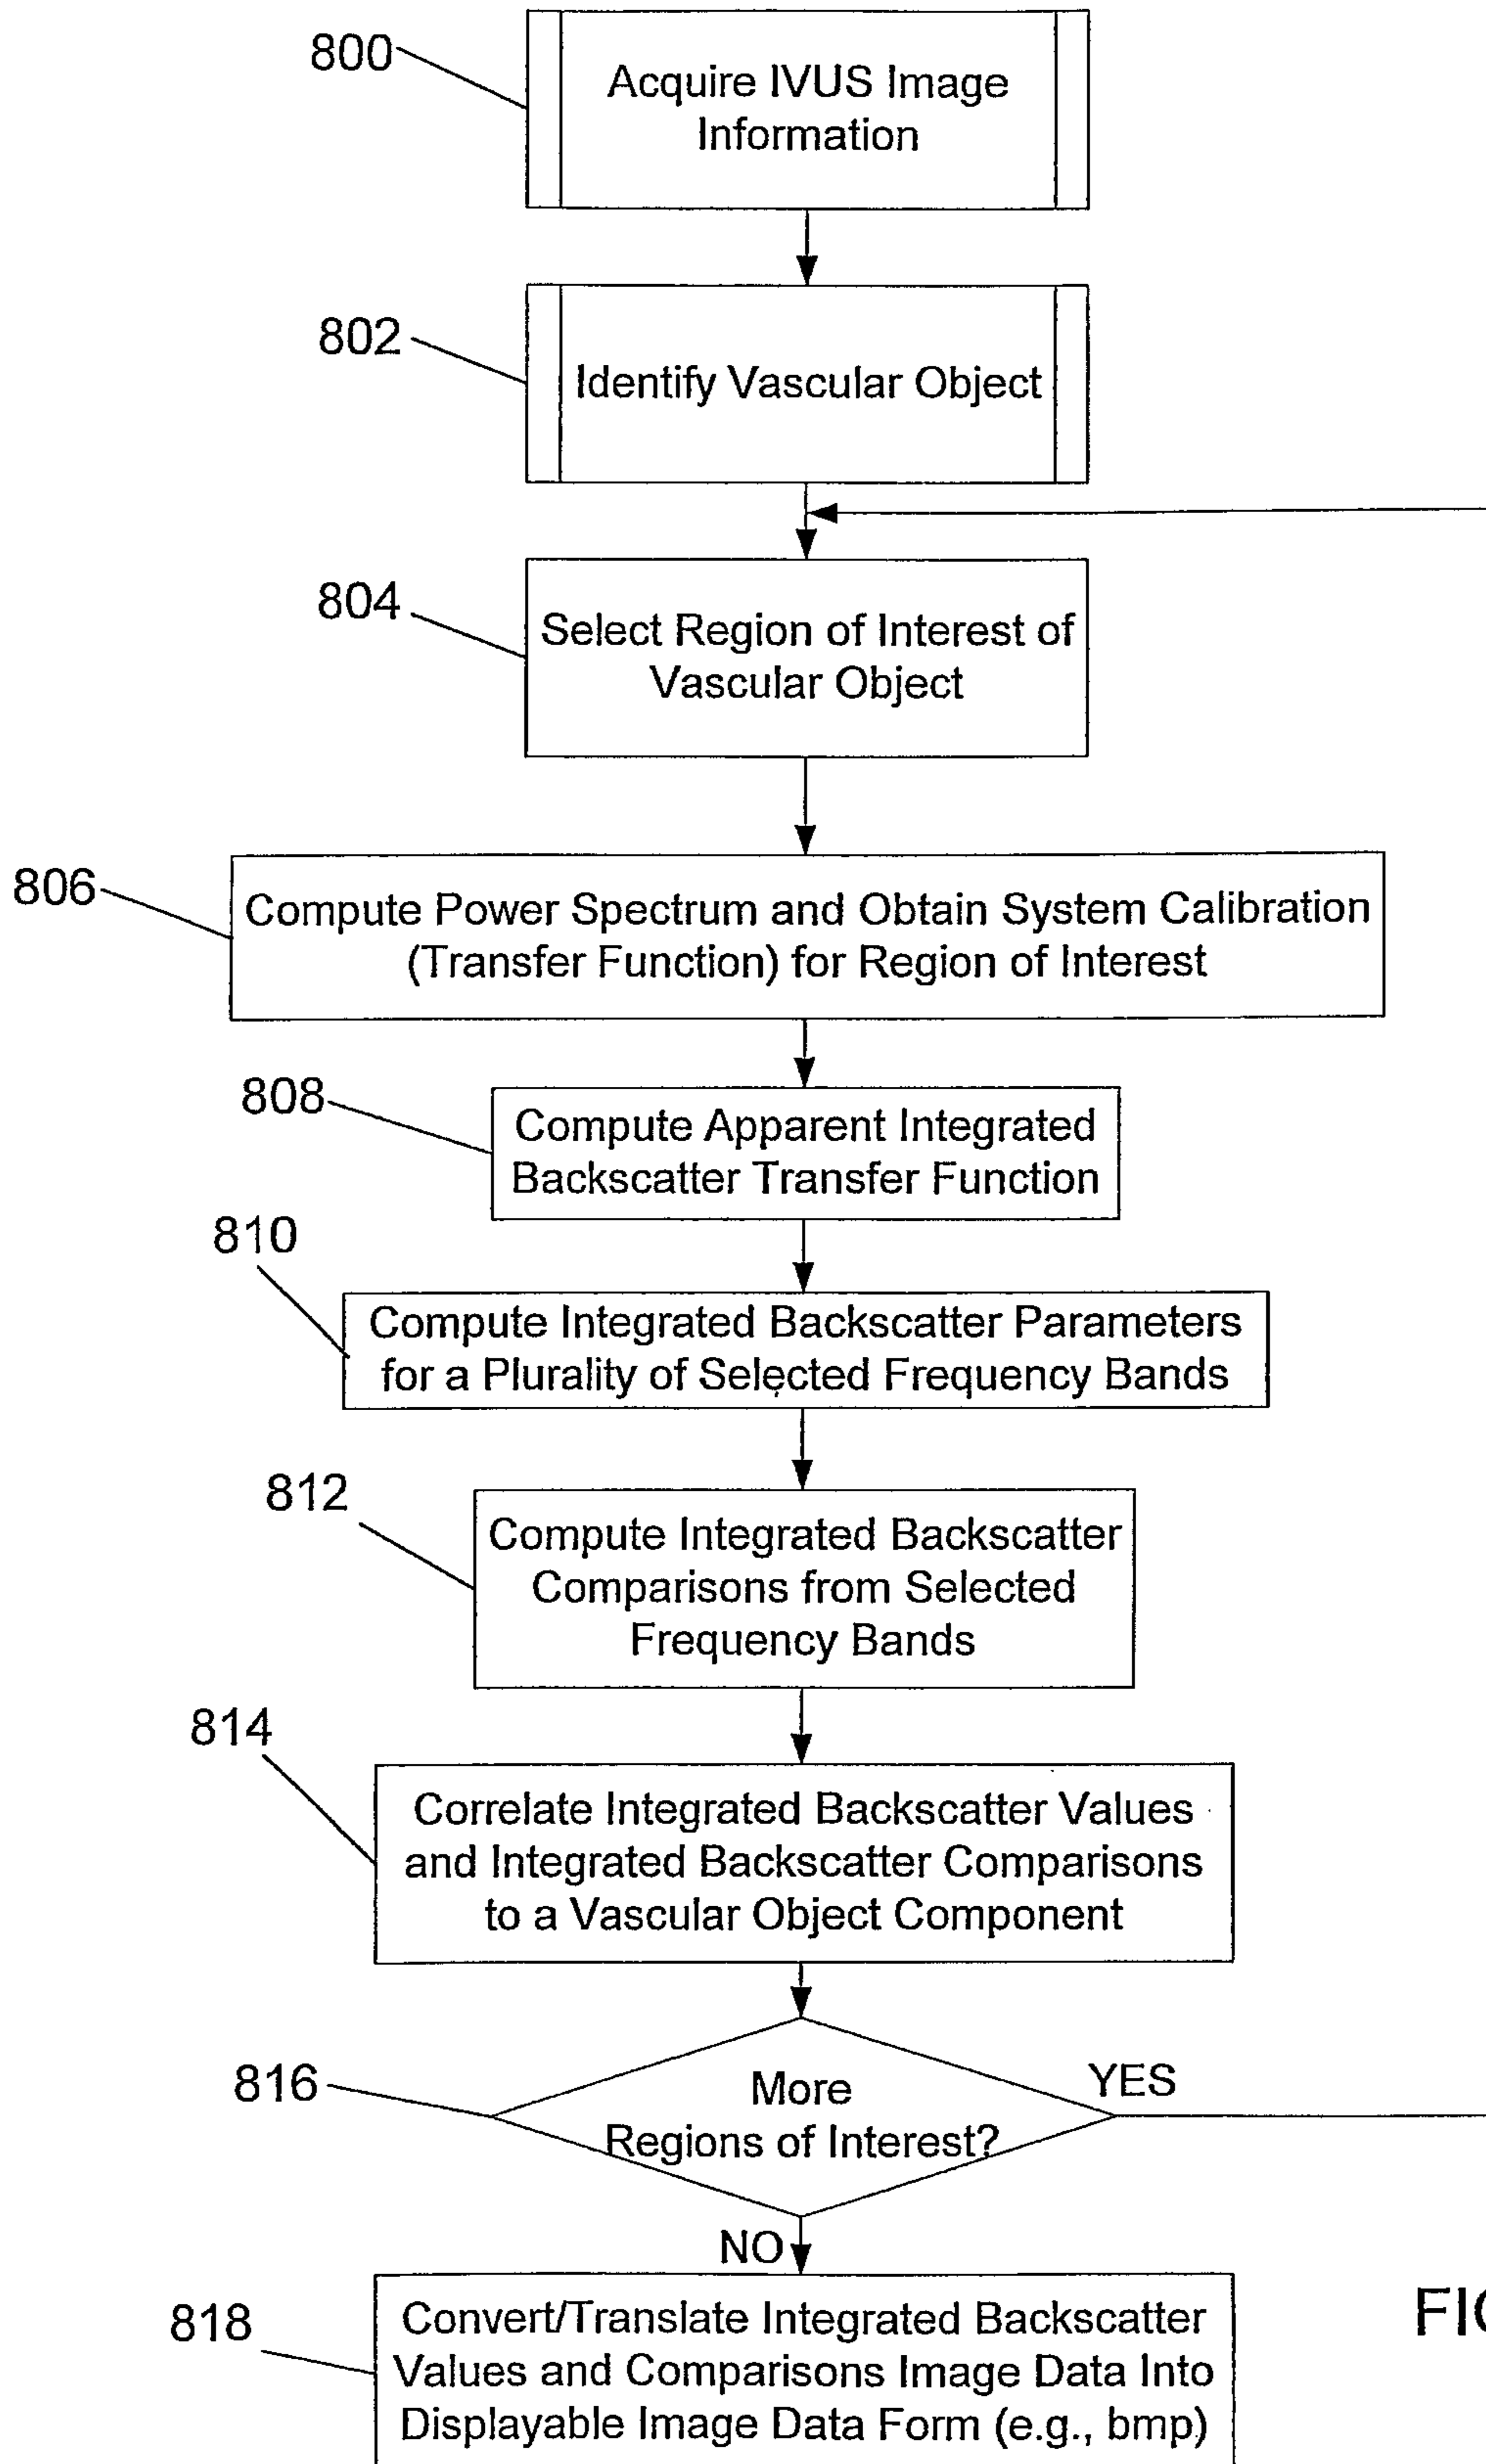 800
Acquire IVUS Image
Information
802
Identify Vascular Object
804
Select Region of Interest of
Vascular Object
806
Compute Power Spectrum and Obtain System Calibration
(Transfer Function) for Region of Interest
808
Compute Apparent Integrated
Backscatter Transfer Function
810
Compute Integrated Backscatter Parameters
for a Plurality of Selected Frequency Bands
812
Compute Integrated Backscatter
Comparisons from Selected
Frequency Bands
814
Correlate Integrated Backscatter Values
and Integrated Backscatter Comparisons
to a Vascular Object Component
816
More
Regions of Interest?
YES
NO
818
Convert/Translate Integrated Backscatter
Values and Comparisons Image Data Into
Displayable Image Data Form (e.g., bmp)